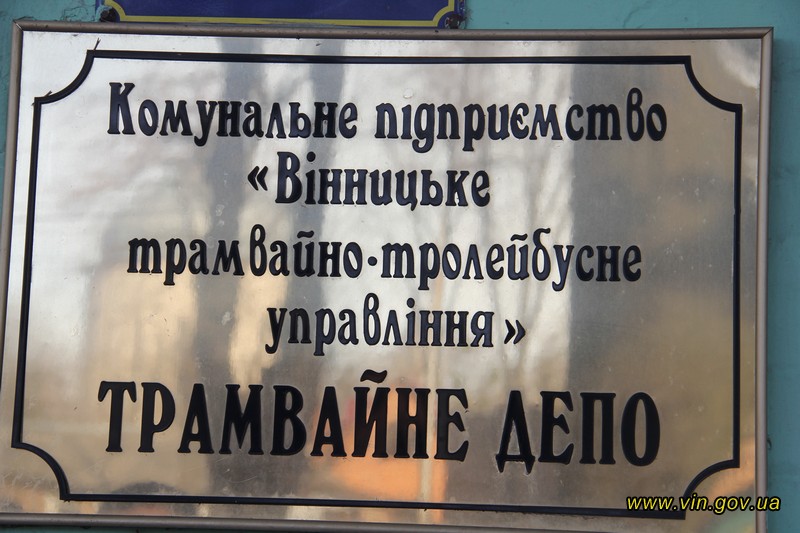 Комунальне підприємство
«Вінницьке
трамвайно-тролейбусне
управління»
ТРАМВАЙНЕ ДЕПО
www.vin.gov.ua